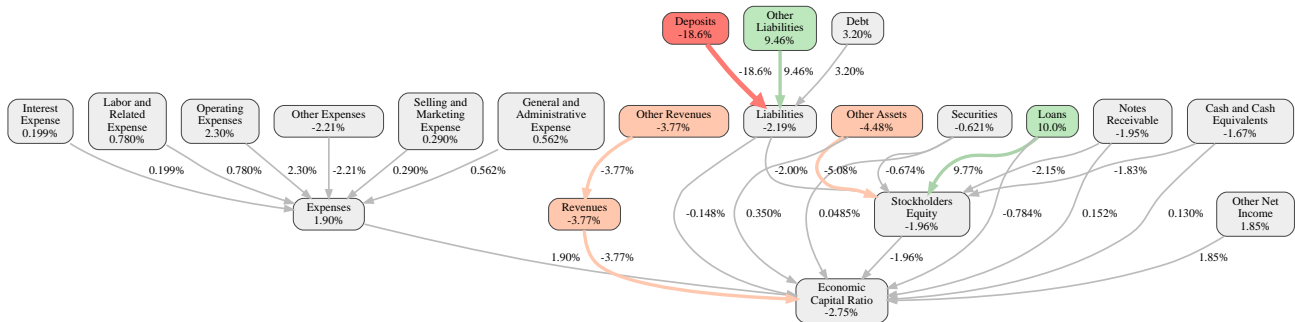 Deposits
-18.6%
Other
Liabilities
9.46%
Debt
3.20%
-18.6%
9.46%
3.20%
Interest
Expense
0.199%
Labor and
Related
Expense
0.780%
Operating
Expenses
2.30%
Other Expenses
-2.21%
Selling and
Marketing
Expense
0.290%
General and
Administrative
Expense
0.562%
Other Revenues
-3.77%
Liabilities
-2.19%
Other Assets
-4.48%
Securities
-0.621%
Loans
10.0%
Notes
Receivable
-1.95%
Cash and Cash
Equivalents
-1.67%
0.199%
0.780%
2.30%
-2.21%
0.290%
0.562%
-3.77%
-2.00%
-5.08%
-0.674%
9.77%
-2.15%
-1.83%
Expenses
1.90%
Revenues
-3.77%
-0.148%
0.350%
0.0485%
Stockholders
Equity
-1.96%
-0.784%
0.152%
0.130%
Other Net
Income
1.85%
1.90%
-3.77%
-1.96%
1.85%
Economic
Capital Ratio
-2.75%